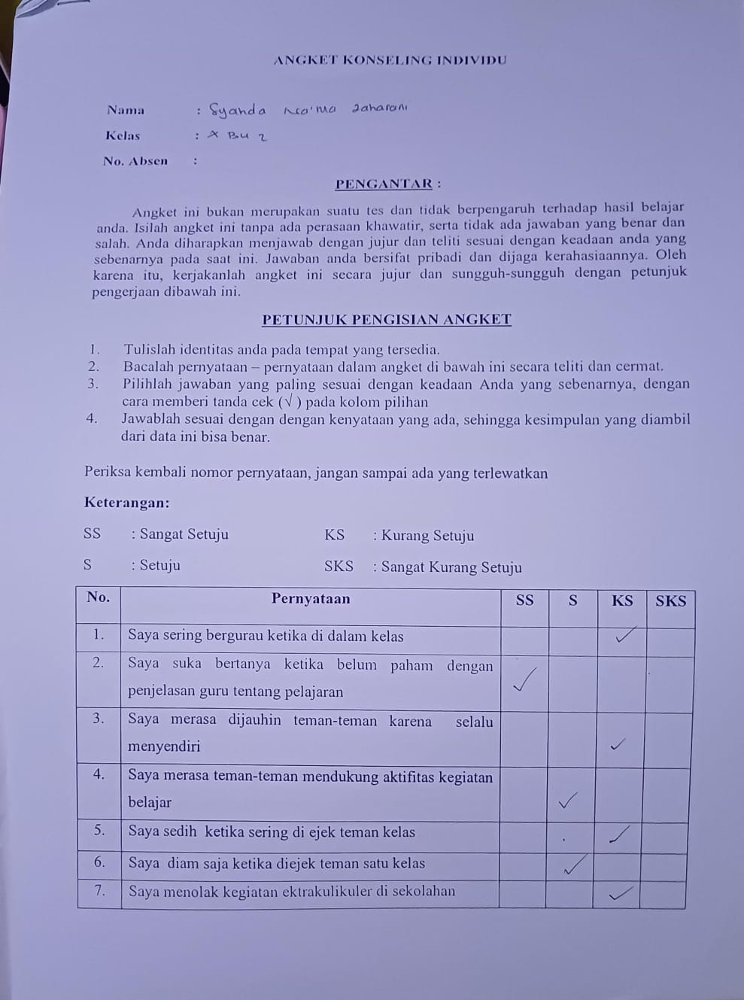 ANGKET KONSELING INDIVIDU
Nama : Syanda Na'ma Zaharani
Kelas : X BU 2
No. Absen :
PENGANTAR :
Angket ini bukan merupakan suatu tes dan tidak berpengaruh terhadap hasil belajar
anda. Isilah angket ini tanpa ada perasaan khawatir, serta tidak ada jawaban yang benar dan
salah. Anda diharapkan menjawab dengan jujur dan teliti sesuai dengan keadaan anda yang
sebenarnya pada saat ini. Jawaban anda bersifat pribadi dan dijaga kerahasiaannya. Oleh
karena itu, kerjakanlah angket ini secara jujur dan sungguh-sungguh dengan petunjuk
pengerjaan dibawah ini.
PETUNJUK PENGISIAN ANGKET
1. Tulislah identitas anda pada tempat yang tersedia.
2. Bacalah pernyataan – pernyataan dalam angket di bawah ini secara teliti dan cermat.
3. Pilihlah jawaban yang paling sesuai dengan keadaan Anda yang sebenarnya, dengan
cara memberi tanda cek (√ ) pada kolom pilihan
4. Jawablah sesuai dengan dengan kenyataan yang ada, sehingga kesimpulan yang diambil
dari data ini bisa benar.
Periksa kembali nomor pernyataan, jangan sampai ada yang terlewatkan
Keterangan:
SS : Sangat Setuju KS : Kurang Setuju
S : Setuju SKS : Sangat Kurang Setuju
No. Pernyataan SS S KS SKS
1. Saya sering bergurau ketika di dalam kelas ✓
2. Saya suka bertanya ketika belum paham dengan ✓
penjelasan guru tentang pelajaran
3. Saya merasa dijauhin teman-teman karena selalu
menyendiri ✓
4. Saya merasa teman-teman mendukung aktifitas kegiatan
belajar ✓
5. Saya sedih ketika sering di ejek teman kelas ✓
6. Saya diam saja ketika diejek teman satu kelas ✓
7. Saya menolak kegiatan ektrakulikuler di sekolahan ✓